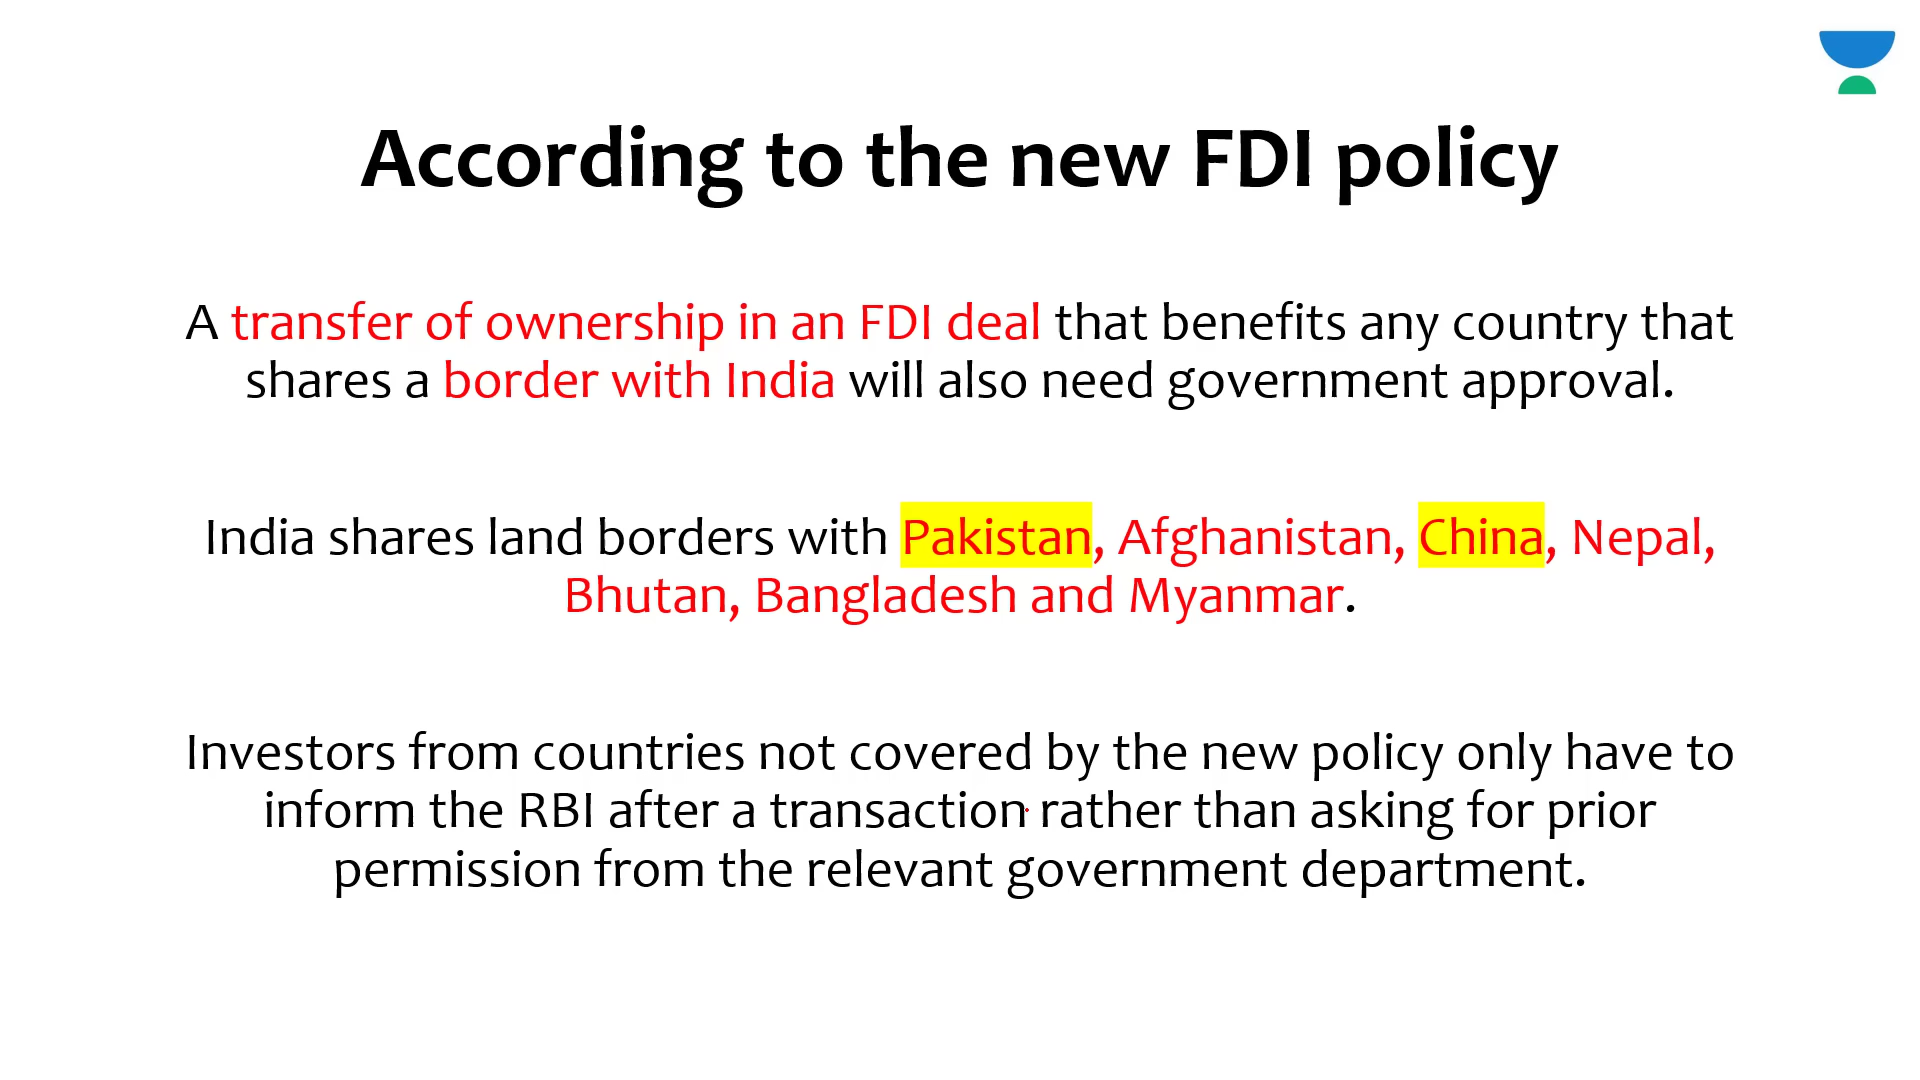 According to the new FDI policy
A transfer of ownership in an FDI deal that benefits any country that
shares a border with India will also need government approval.
India shares land borders with Pakistan, Afghanistan, China, Nepal,
Bhutan, Bangladesh and Myanmar.
Investors from countries not covered by the new policy only have to
inform the RBI after a transaction rather than asking for prior
permission from the relevant government department.